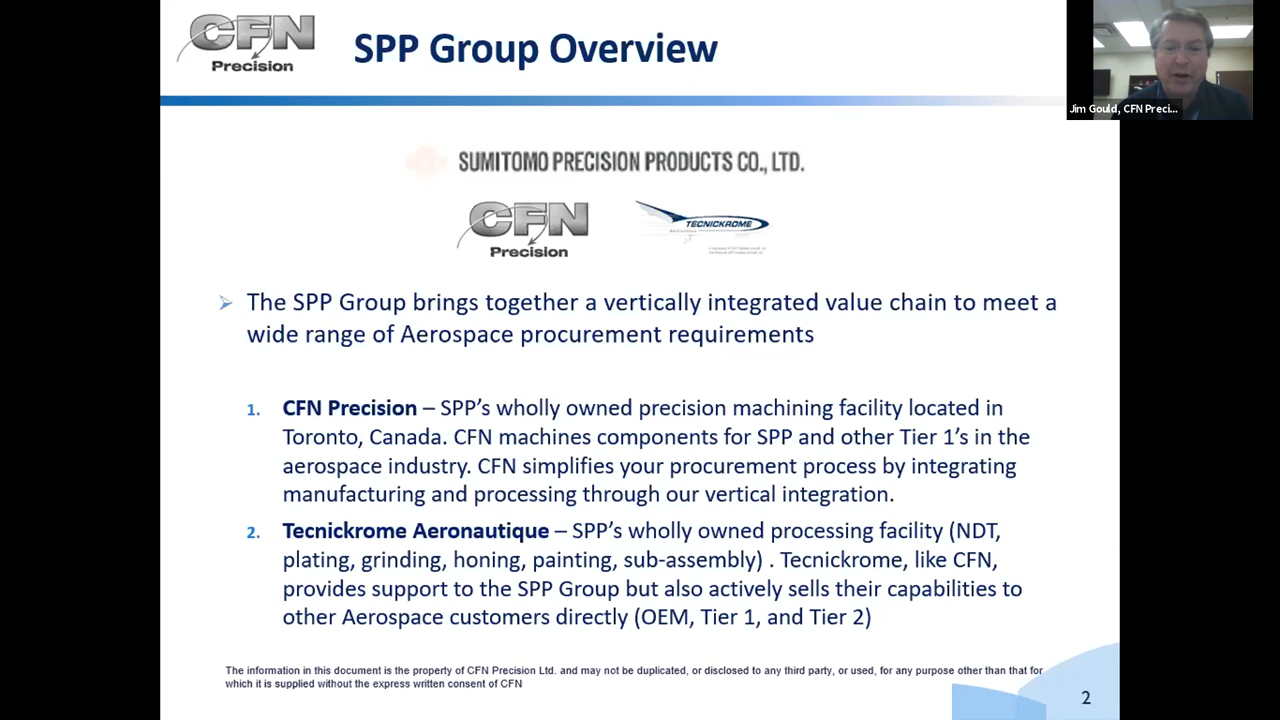 CFN
Precision
SPP Group Overview
Jim Gould, CFN Preci...
SUMITOMO PRECISION PRODUCTS CO., LTD.
CFN
Precision
TECNICKROME
➢ The SPP Group brings together a vertically integrated value chain to meet a
wide range of Aerospace procurement requirements
1. CFN Precision – SPP's wholly owned precision machining facility located in
Toronto, Canada. CFN machines components for SPP and other Tier 1's in the
aerospace industry. CFN simplifies your procurement process by integrating
manufacturing and processing through our vertical integration.
2. Tecnickrome Aeronautique – SPP's wholly owned processing facility (NDT,
plating, grinding, honing, painting, sub-assembly) . Tecnickrome, like CFN,
provides support to the SPP Group but also actively sells their capabilities to
other Aerospace customers directly (OEM, Tier 1, and Tier 2)
The information in this document is the property of CFN Precision Ltd. and may not be duplicated, or disclosed to any third party, or used, for any purpose other than that for
which it is supplied without the express written consent of CFN
2